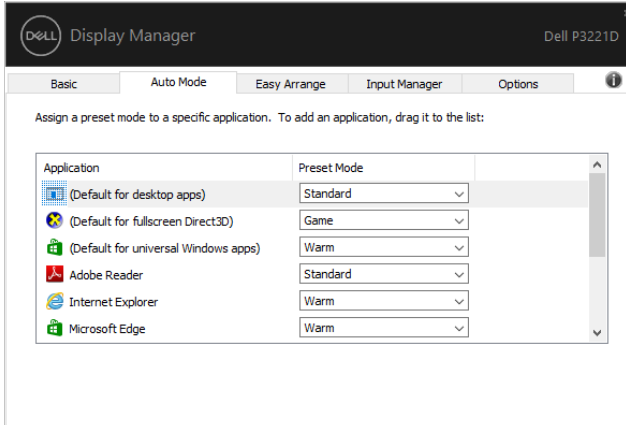 DELL Display Manager Dell P3221D
Basic Auto Mode Easy Arrange Input Manager Options i
Assign a preset mode to a specific application. To add an application, drag it to the list:
Application Preset Mode
(Default for desktop apps) Standard
(Default for fullscreen Direct3D) Game
(Default for universal Windows apps) Warm
Adobe Reader Standard
Internet Explorer Warm
Microsoft Edge Warm